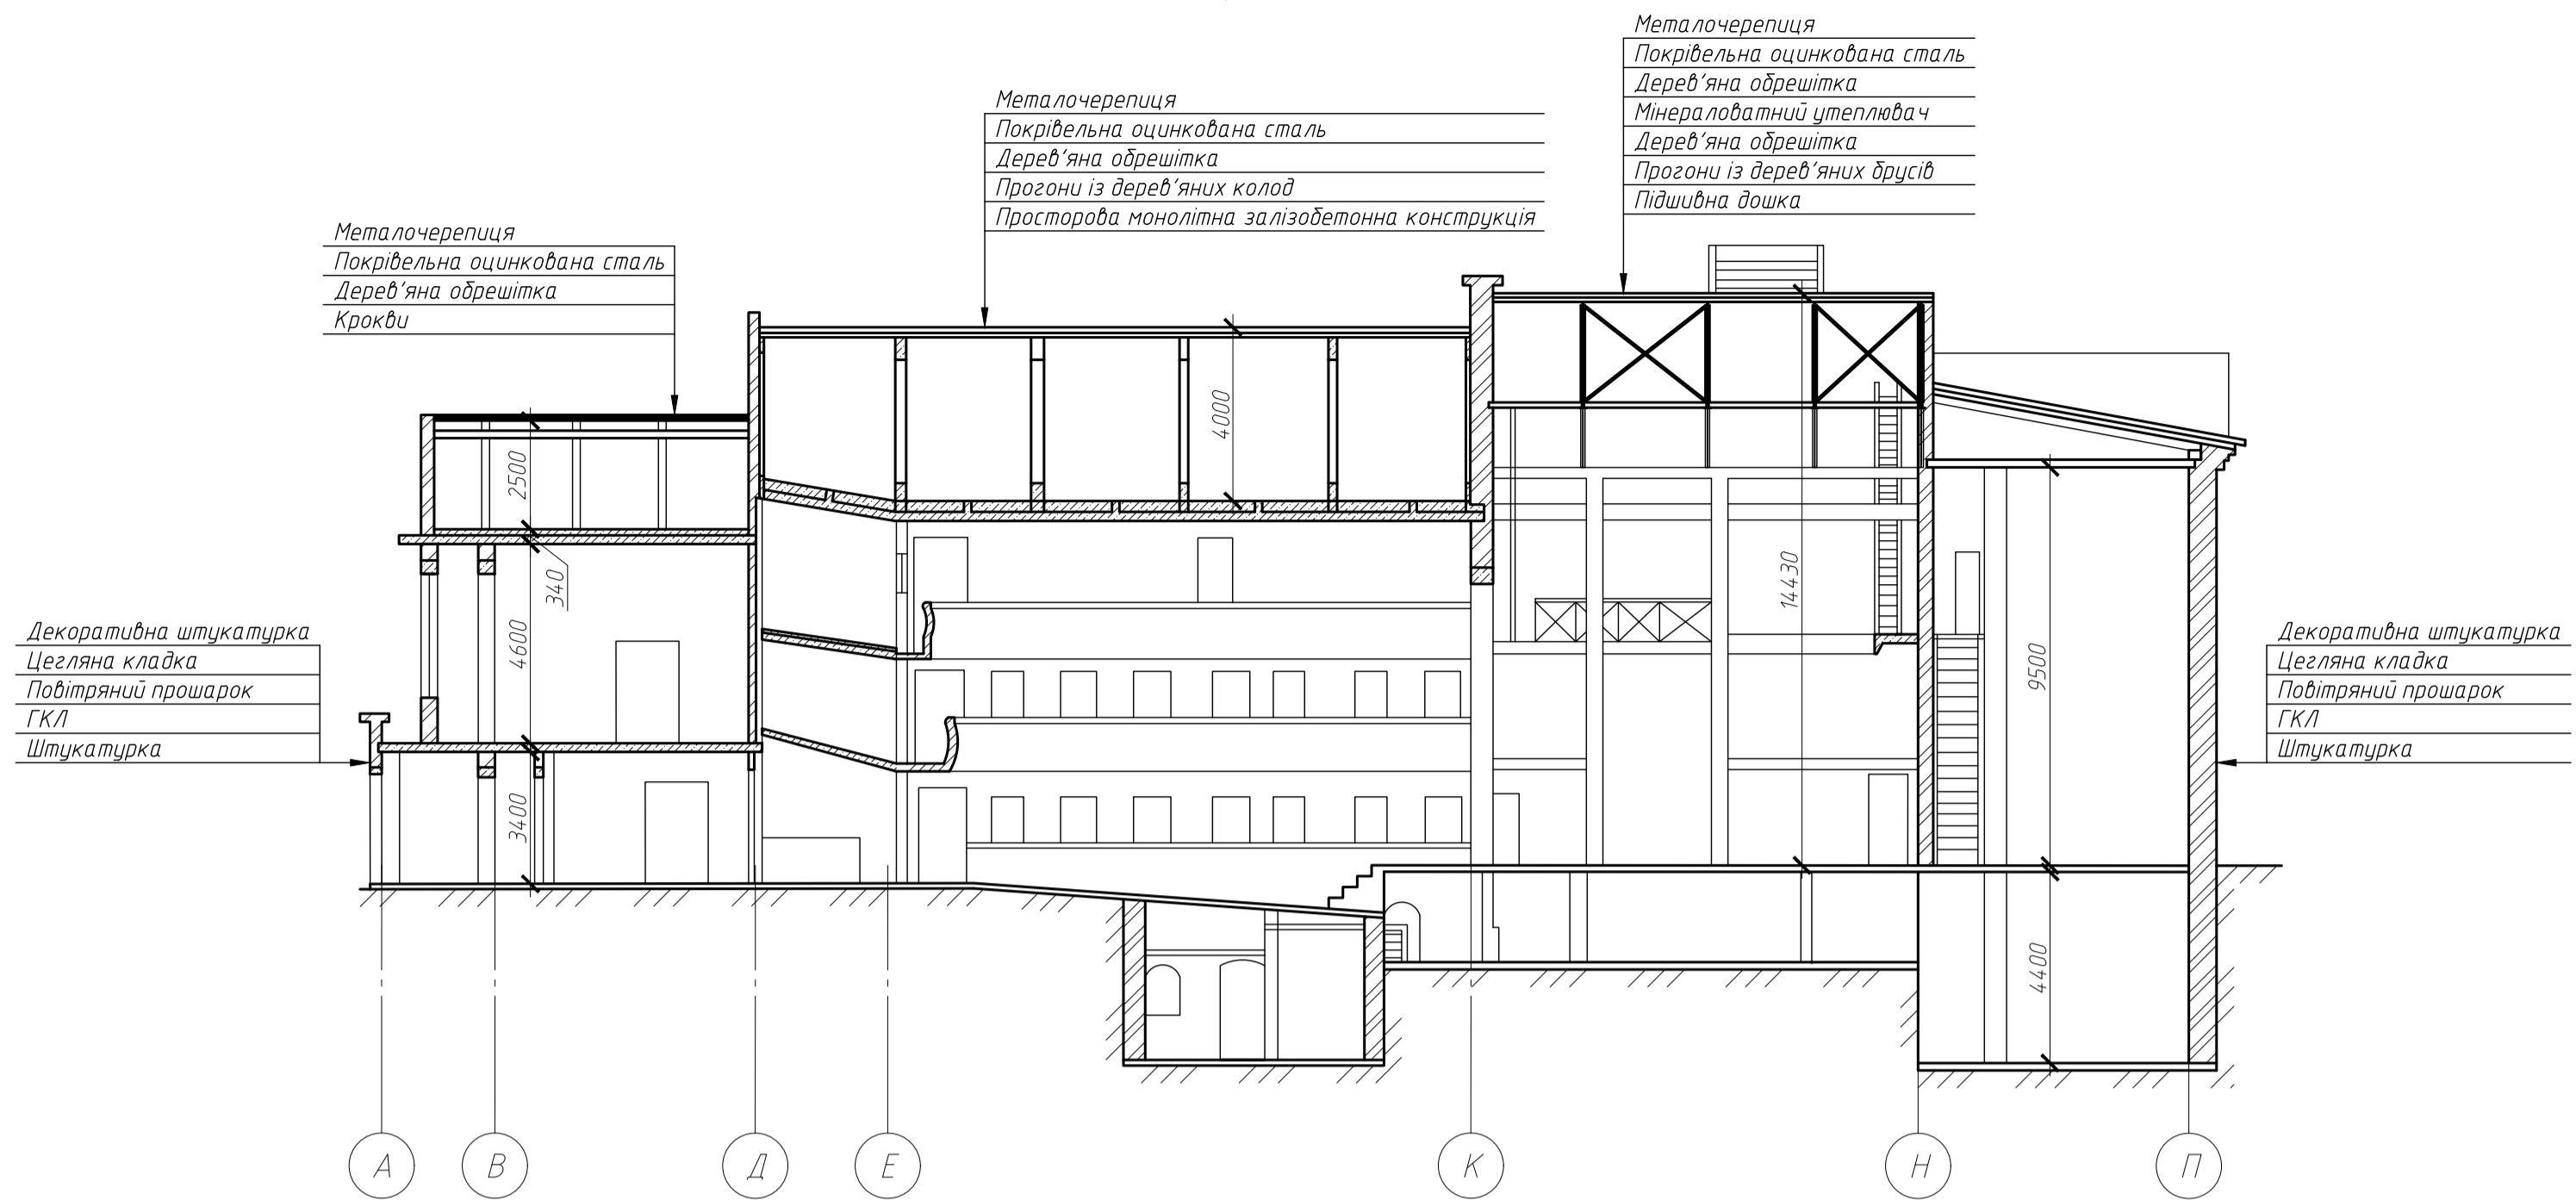 Металочерепиця
Покрівельна оцинкована сталь
Дерев'яна обрешітка
Мінераловатний утеплювач
Дерев'яна обрешітка
Прогони із дерев'яних брусів
Підшивна дошка
Металочерепиця
Покрівельна оцинкована сталь
Дерев'яна обрешітка
Прогони із дерев'яних колод
Просторова монолітна залізобетонна конструкція
Металочерепиця
Покрівельна оцинкована сталь
Дерев'яна обрешітка
Крокви
Декоративна штукатурка
Цегляна кладка
Повітряний прошарок
ГКЛ
Штукатурка
2500
340
4600
3400
4000
14430
9500
4400
Декоративна штукатурка
Цегляна кладка
Повітряний прошарок
ГКЛ
Штукатурка
А
В
Д
Е
К
Н
П